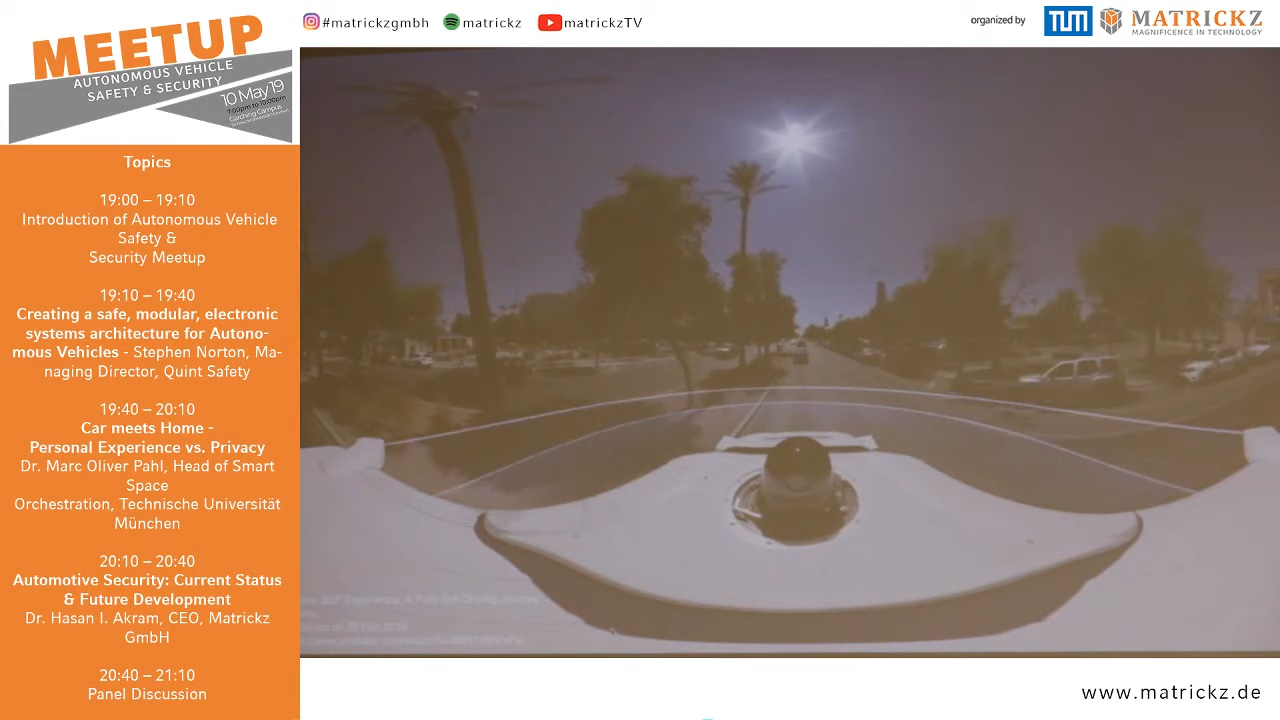 MEETUP
AUTONOMOUS VEHICLE
SAFETY & SECURITY
10 May 19
7:00pm to 10:00pm
Garching Campus
Topics
19:00 – 19:10
Introduction of Autonomous Vehicle
Safety &
Security Meetup
19:10 – 19:40
Creating a safe, modular, electronic
systems architecture for Autono-
mous Vehicles - Stephen Norton, Ma-
naging Director, Quint Safety
19:40 – 20:10
Car meets Home -
Personal Experience vs. Privacy
Dr. Marc Oliver Pahl, Head of Smart
Space
Orchestration, Technische Universität
München
20:10 – 20:40
Automotive Security: Current Status
& Future Development
Dr. Hasan I. Akram, CEO, Matrickz
GmbH
20:40 – 21:10
Panel Discussion
#matrickzgmbh matrickz matrickzTV
organized by TUM MATRICKZ
MAGNIFICENCE IN TECHNOLOGY
www.matrickz.de